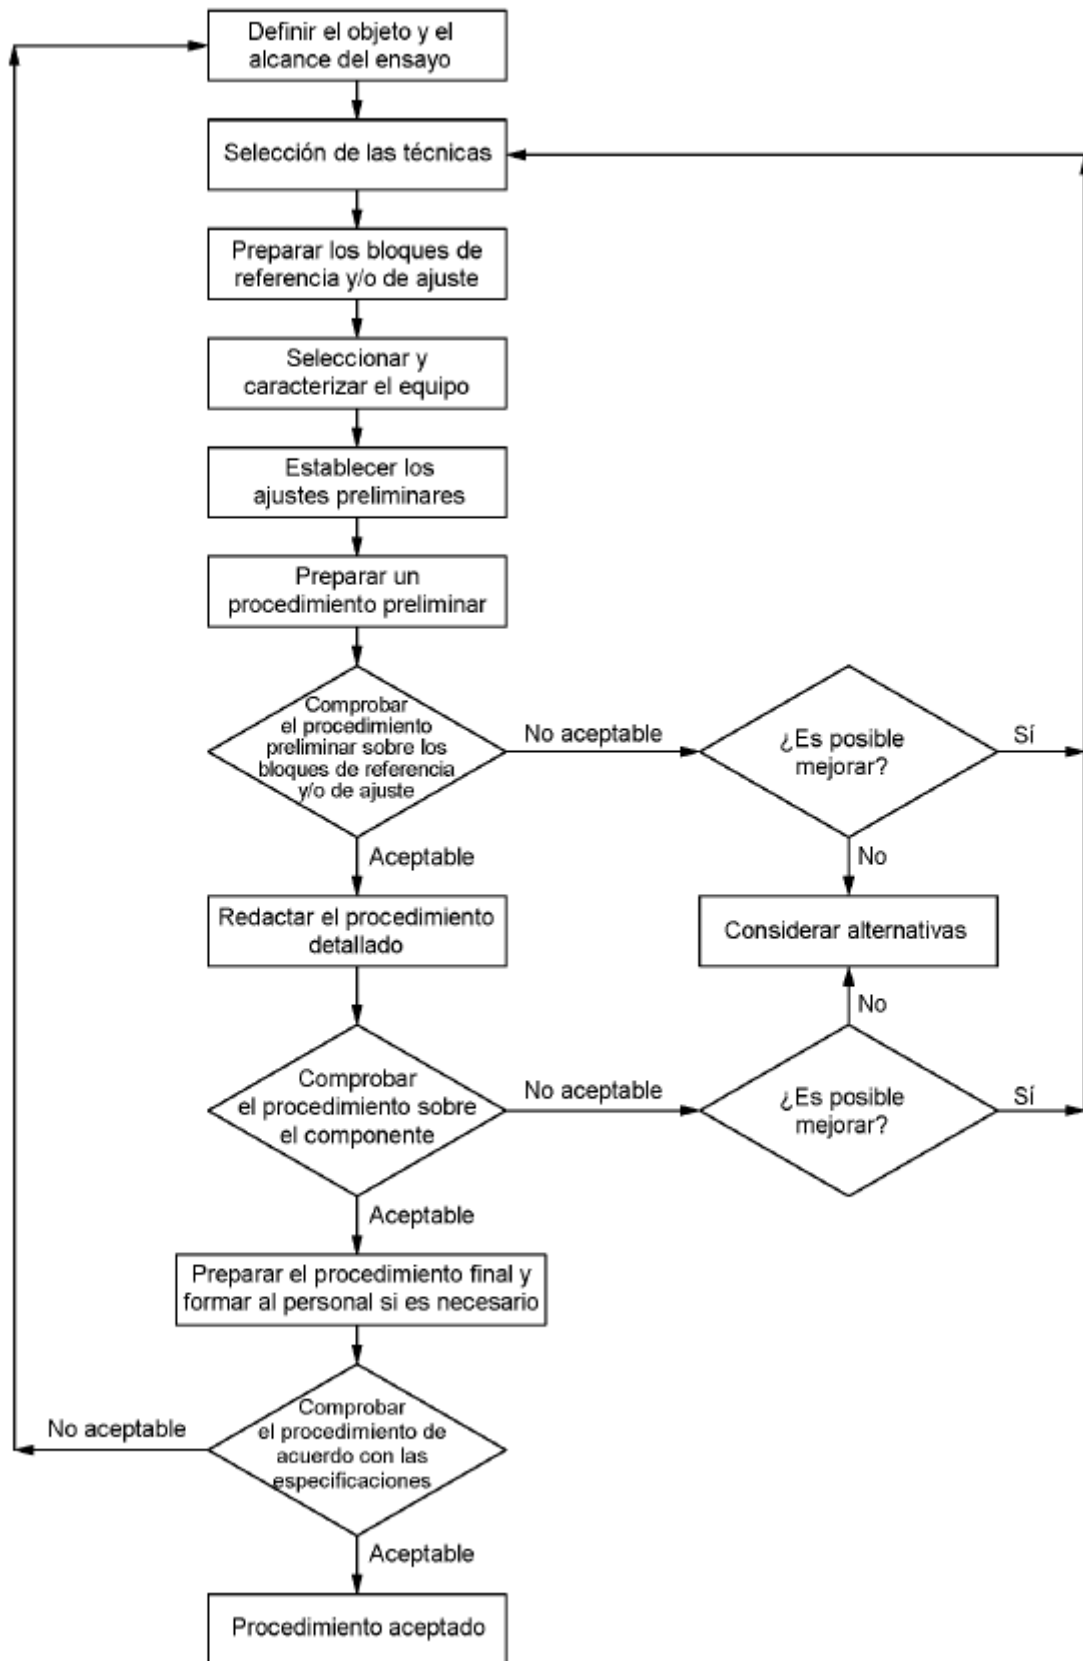 Definir el objeto y el
alcance del ensayo
Selección de las técnicas
Preparar los bloques de
referencia y/o de ajuste
Seleccionar y
caracterizar el equipo
Establecer los
ajustes preliminares
Preparar un
procedimiento preliminar
Comprobar
el procedimiento
preliminar sobre los
bloques de referencia
y/o de ajuste
No aceptable
¿Es posible
mejorar?
Sí
Aceptable
No
Redactar el procedimiento
detallado
Considerar alternativas
No
Comprobar
el procedimiento sobre
el componente
No aceptable
¿Es posible
mejorar?
Sí
Aceptable
Preparar el procedimiento final y
formar al personal si es necesario
Comprobar
el procedimiento de
acuerdo con las
especificaciones
No aceptable
Aceptable
Procedimiento aceptado